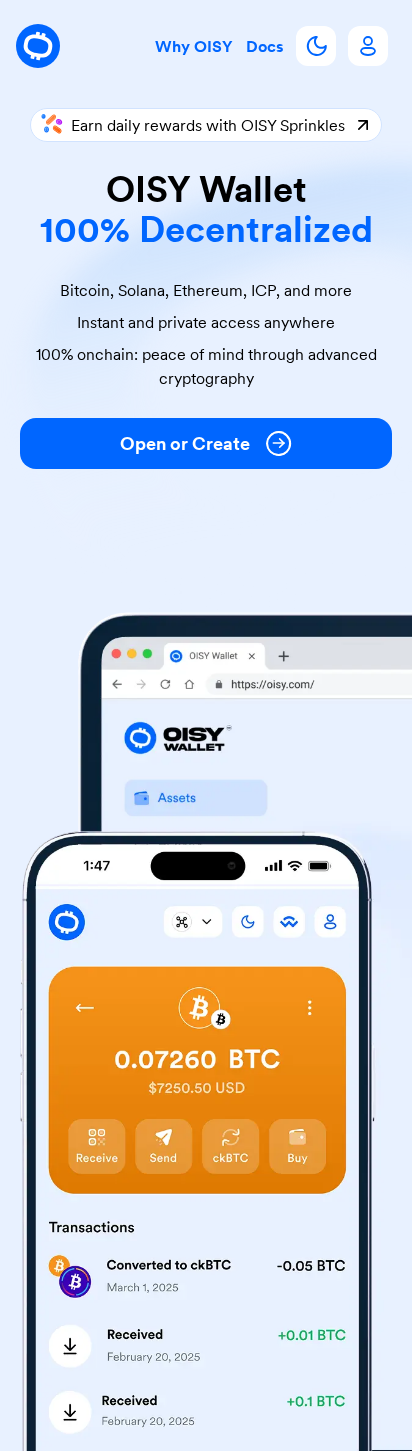 Why OISY Docs
Earn daily rewards with OISY Sprinkles
OISY Wallet
100% Decentralized
Bitcoin, Solana, Ethereum, ICP, and more
Instant and private access anywhere
100% onchain: peace of mind through advanced
cryptography
Open or Create
OISY Wallet
https://oisy.com/
OISY
WALLET
Assets
1:47
0.07260 BTC
$7250.50 USD
Receive Send ckBTC Buy
Transactions
Converted to ckBTC -0.05 BTC
March 1, 2025
Received +0.01 BTC
February 20, 2025
Received +0.1 BTC
February 20, 2025